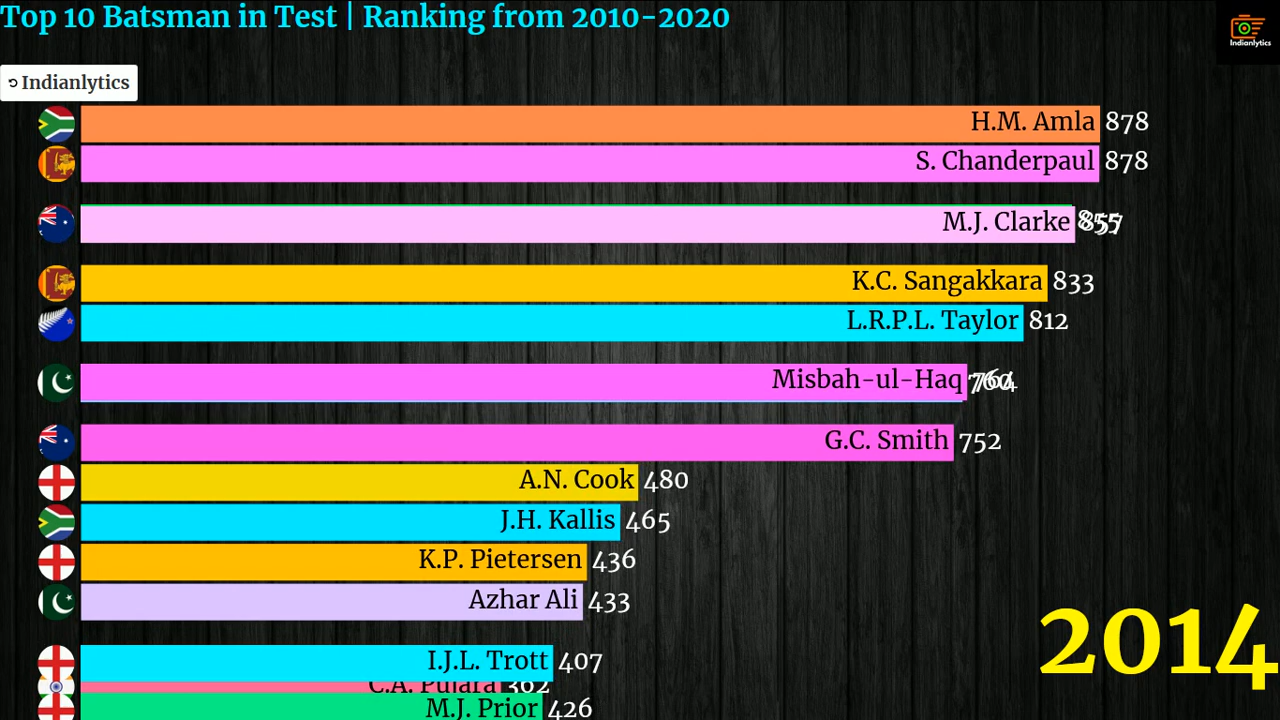 Top 10 Batsman in Test | Ranking from 2010-2020
Indianlytics
Indianlytics
H.M. Amla 878
S. Chanderpaul 878
M.J. Clarke
K.C. Sangakkara 833
L.R.P.L. Taylor 812
Misbah-ul-Haq
G.C. Smith 752
A.N. Cook 480
J.H. Kallis 465
K.P. Pietersen 436
Azhar Ali 433
I.J.L. Trott 407
C.A. Pujara 362
M.J. Prior 426
2014